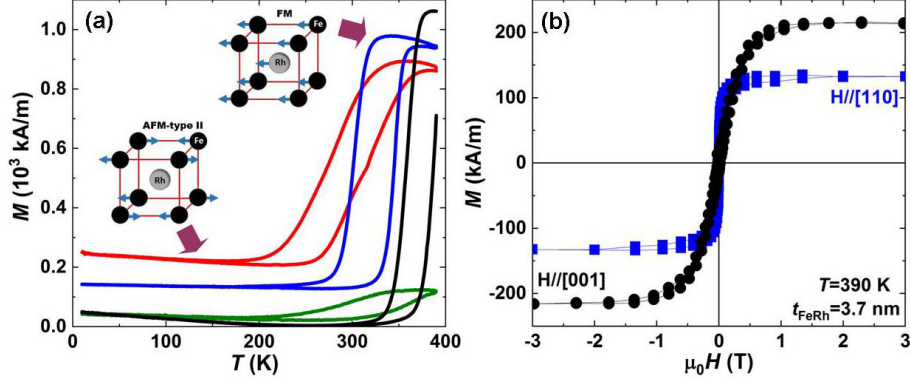 (a)
FM
Fe
Rh
AFM-type II
Fe
Rh
M (10³ kA/m)
1.0
0.8
0.6
0.4
0.2
0.0
0 100 200 300 400
T (K)
(b)
M (kA/m)
200
100
0
-100
-200
H//[110]
H//[001]
T=390 K
tFeRh=3.7 nm
-3 -2 -1 0 1 2 3
μ0H (T)